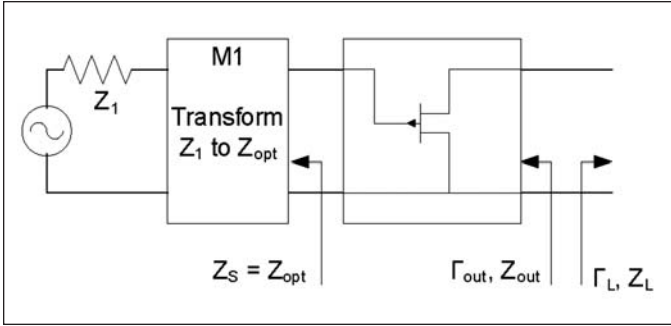 M1
Z₁
Transform
Z₁ to Zopt
ZS = Zopt
Γout, Zout
ΓL, ZL